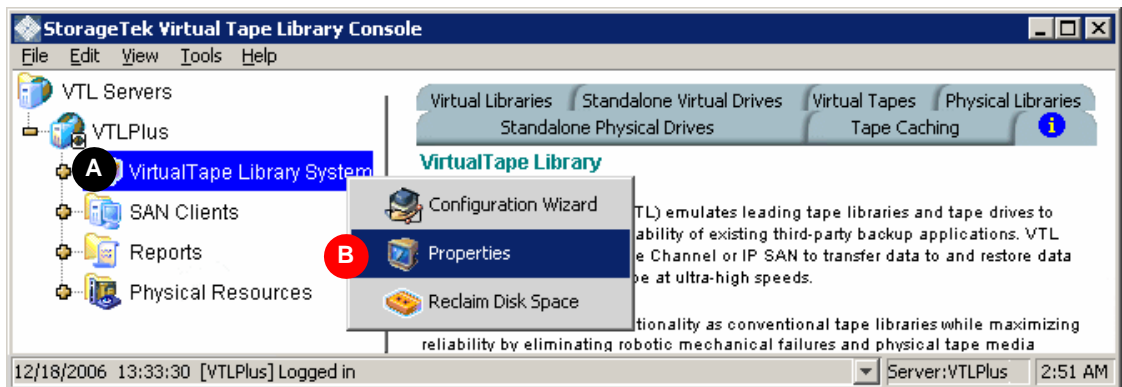 StorageTek Virtual Tape Library Console
File Edit View Tools Help
VTL Servers
VTLPlus
A
VirtualTape Library System
SAN Clients
Reports
Physical Resources
Configuration Wizard
B
Properties
Reclaim Disk Space
Virtual Libraries Standalone Virtual Drives Virtual Tapes Physical Libraries
Standalone Physical Drives Tape Caching i
VirtualTape Library
TL) emulates leading tape libraries and tape drives to
ability of existing third-party backup applications. VTL
e Channel or IP SAN to transfer data to and restore data
be at ultra-high speeds.
tionality as conventional tape libraries while maximizing
reliability by eliminating robotic mechanical failures and physical tape media
12/18/2006 13:33:30 [VTLPlus] Logged in
Server:VTLPlus 2:51 AM